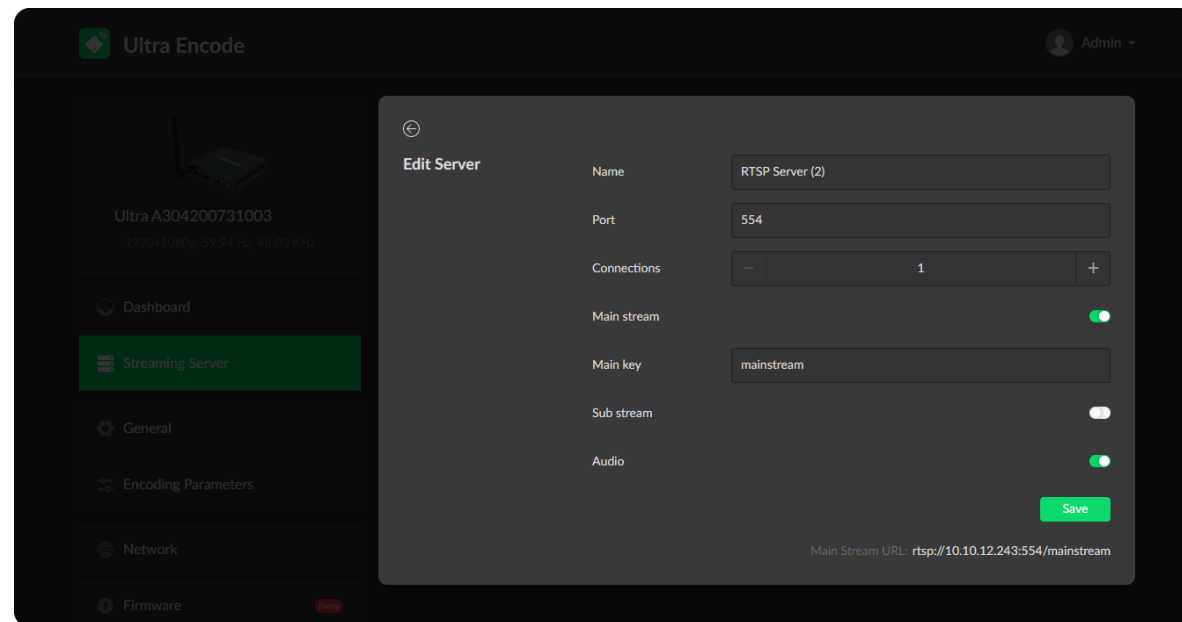 Ultra Encode
Admin
Ultra A304200731003
1920×1080p, 59.94 Hz, 48.00 KHz
Dashboard
Streaming Server
General
Encoding Parameters
Network
Firmware New
Edit Server
Name RTSP Server (2)
Port 554
Connections − 1 +
Main stream
Main key mainstream
Sub stream
Audio
Save
Main Stream URL: rtsp://10.10.12.243:554/mainstream